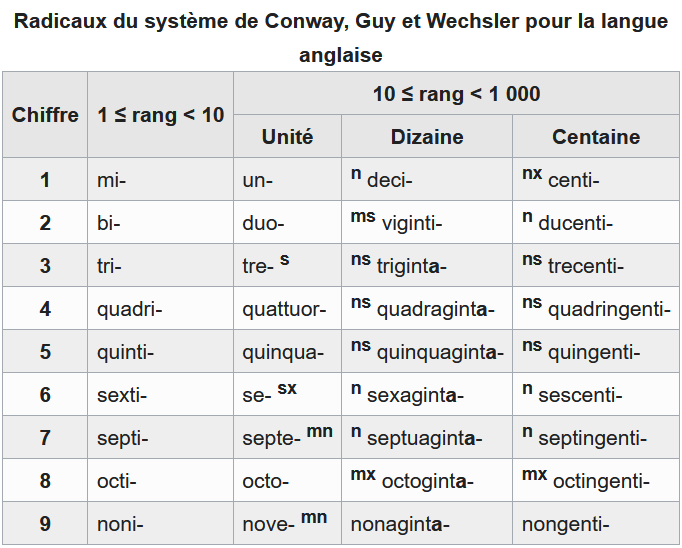 Radicaux du système de Conway, Guy et Wechsler pour la langue
anglaise
Chiffre 1 ≤ rang < 10 10 ≤ rang < 1 000
Unité Dizaine Centaine
1 mi- un- n deci- nx centi-
2 bi- duo- ms viginti- n ducenti-
3 tri- tre- s ns triginta- ns trecenti-
4 quadri- quattuor- ns quadraginta- ns quadringenti-
5 quinti- quinqua- ns quinquaginta- ns quingenti-
6 sexti- se- sx n sexaginta- n sescenti-
7 septi- septe- mn n septuaginta- n septingenti-
8 octi- octo- mx octoginta- mx octingenti-
9 noni- nove- mn nonaginta- nongenti-